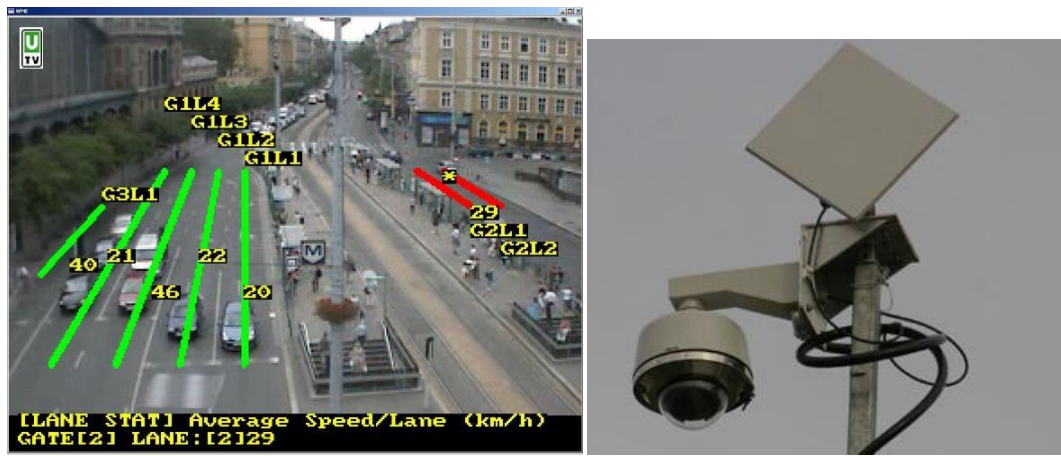 WME
U
TV
G1L4
G1L3
G1L2
G1L1
G3L1
*
29
G2L1
G2L2
40
21
22
46
20
M
[LANE STAT] Average Speed/Lane (km/h)
GATE[2] LANE:[2]29